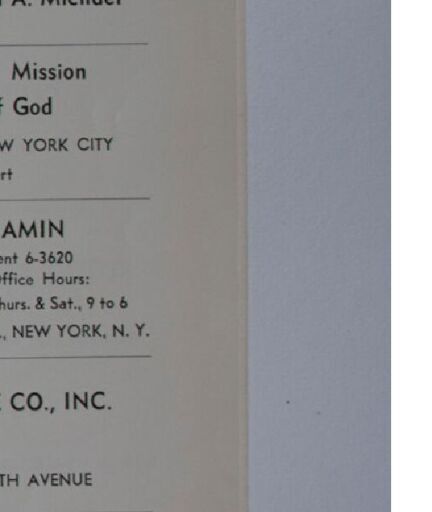 A. Michael
Mission
f God
W YORK CITY
rt
AMIN
ent 6-3620
ffice Hours:
hurs. & Sat., 9 to 6
., NEW YORK, N. Y.
E CO., INC.
TH AVENUE